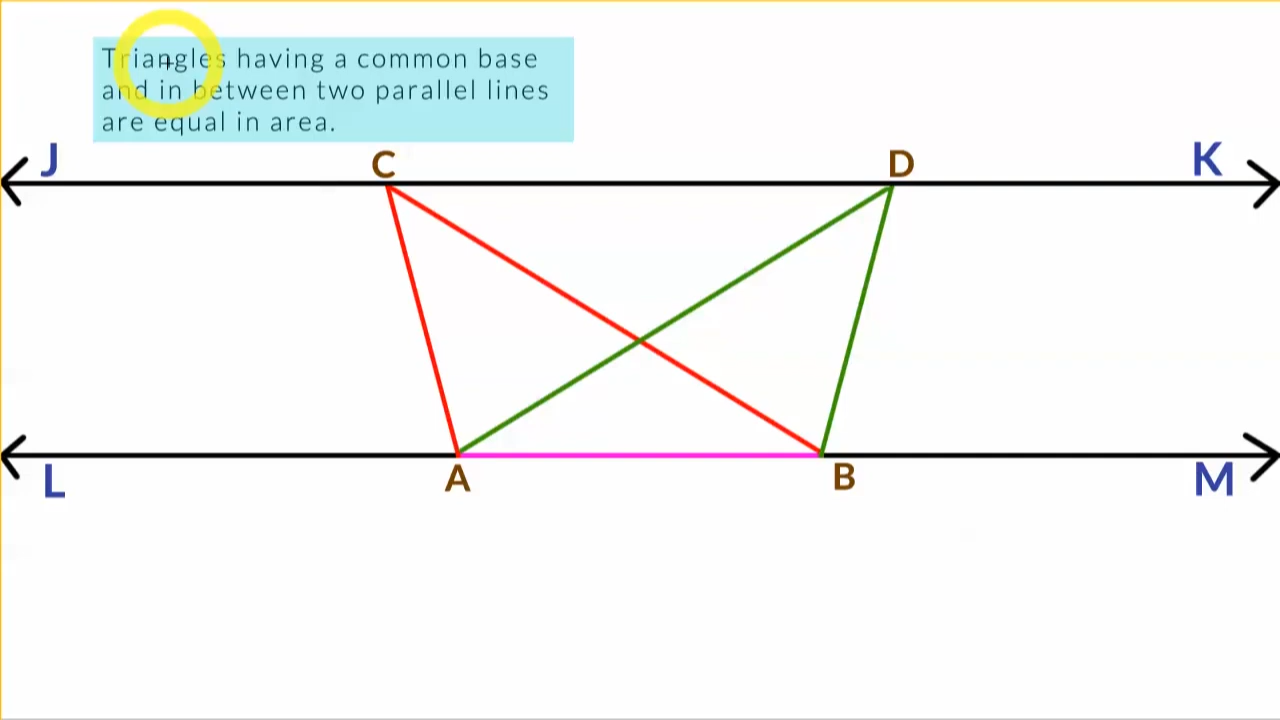 Triangles having a common base
and in between two parallel lines
are equal in area.
J
C
D
K
L
A
B
M